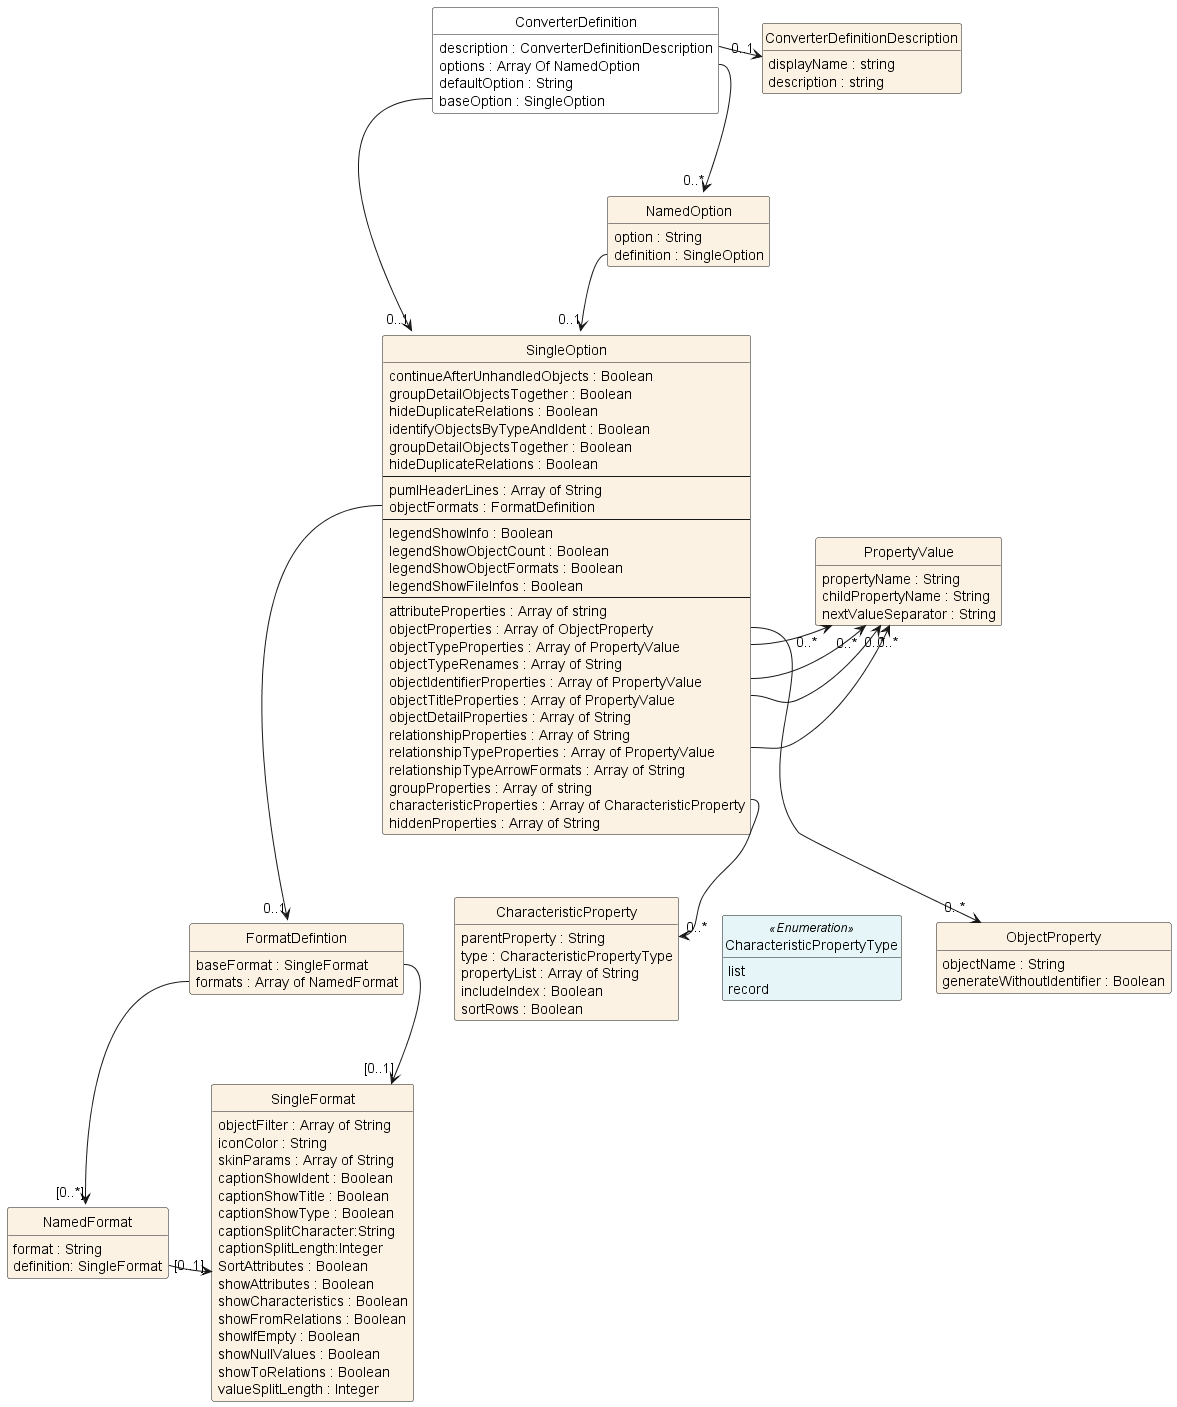 ConverterDefinition
description : ConverterDefinitionDescription
options : Array Of NamedOption
defaultOption : String
baseOption : SingleOption
0..1
ConverterDefinitionDescription
displayName : string
description : string
0..*
NamedOption
option : String
definition : SingleOption
0..1
0..1
SingleOption
continueAfterUnhandledObjects : Boolean
groupDetailObjectsTogether : Boolean
hideDuplicateRelations : Boolean
identifyObjectsByTypeAndIdent : Boolean
groupDetailObjectsTogether : Boolean
hideDuplicateRelations : Boolean
pumlHeaderLines : Array of String
objectFormats : FormatDefinition
legendShowInfo : Boolean
legendShowObjectCount : Boolean
legendShowObjectFormats : Boolean
legendShowFileInfos : Boolean
attributeProperties : Array of string
objectProperties : Array of ObjectProperty
objectTypeProperties : Array of PropertyValue
objectTypeRenames : Array of String
objectIdentifierProperties : Array of PropertyValue
objectTitleProperties : Array of PropertyValue
objectDetailProperties : Array of String
relationshipProperties : Array of String
relationshipTypeProperties : Array of PropertyValue
relationshipTypeArrowFormats : Array of String
groupProperties : Array of string
characteristicProperties : Array of CharacteristicProperty
hiddenProperties : Array of String
PropertyValue
propertyName : String
childPropertyName : String
nextValueSeparator : String
0..*
0..*
0..*
0..1
FormatDefintion
baseFormat : SingleFormat
formats : Array of NamedFormat
CharacteristicProperty
parentProperty : String
type : CharacteristicPropertyType
propertyList : Array of String
includeIndex : Boolean
sortRows : Boolean
0..*
«Enumeration»
CharacteristicPropertyType
list
record
0..*
ObjectProperty
objectName : String
generateWithoutIdentifier : Boolean
[0..1]
SingleFormat
objectFilter : Array of String
iconColor : String
skinParams : Array of String
captionShowIdent : Boolean
captionShowTitle : Boolean
captionShowType : Boolean
captionSplitCharacter:String
captionSplitLength:Integer
SortAttributes : Boolean
showAttributes : Boolean
showCharacteristics : Boolean
showFromRelations : Boolean
showIfEmpty : Boolean
showNullValues : Boolean
showToRelations : Boolean
valueSplitLength : Integer
[0..*]
NamedFormat
format : String
definition: SingleFormat
[0..1]